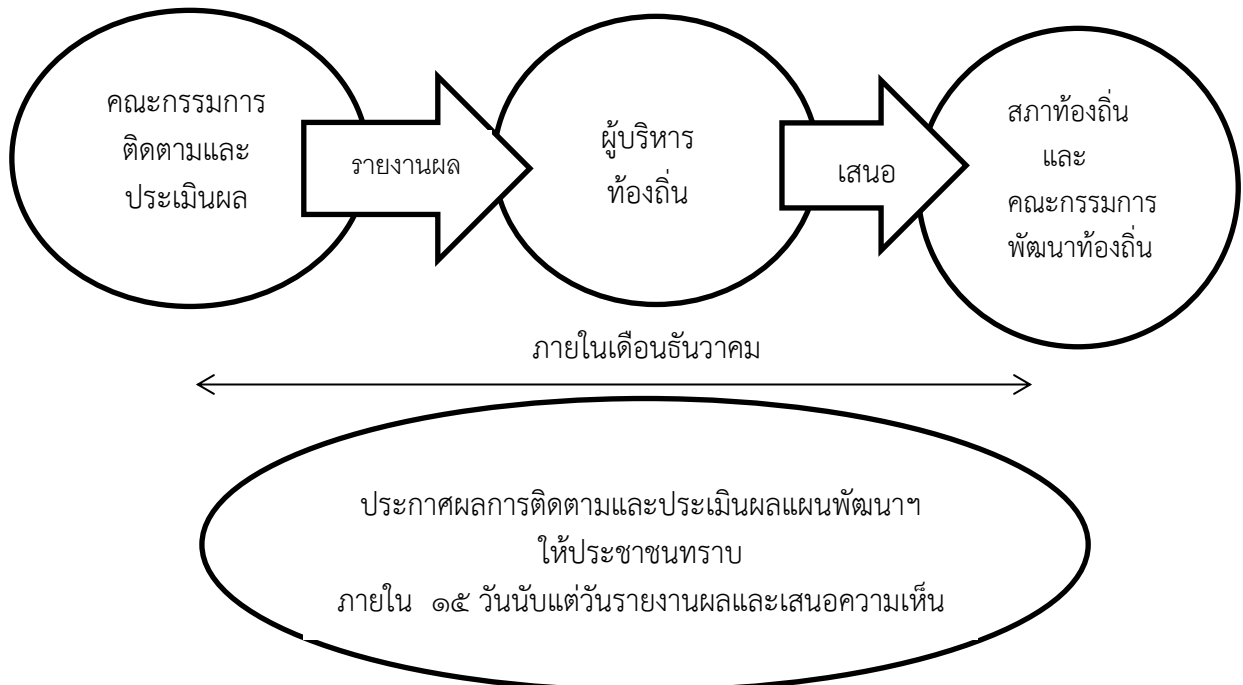 คณะกรรมการ
ติดตามและ
ประเมินผล
รายงานผล
ผู้บริหาร
ท้องถิ่น
เสนอ
สภาท้องถิ่น
และ
คณะกรรมการ
พัฒนาท้องถิ่น
ภายในเดือนธันวาคม
ประกาศผลการติดตามและประเมินผลแผนพัฒนาฯ
ให้ประชาชนทราบ
ภายใน ๑๕ วันนับแต่วันรายงานผลและเสนอความเห็น